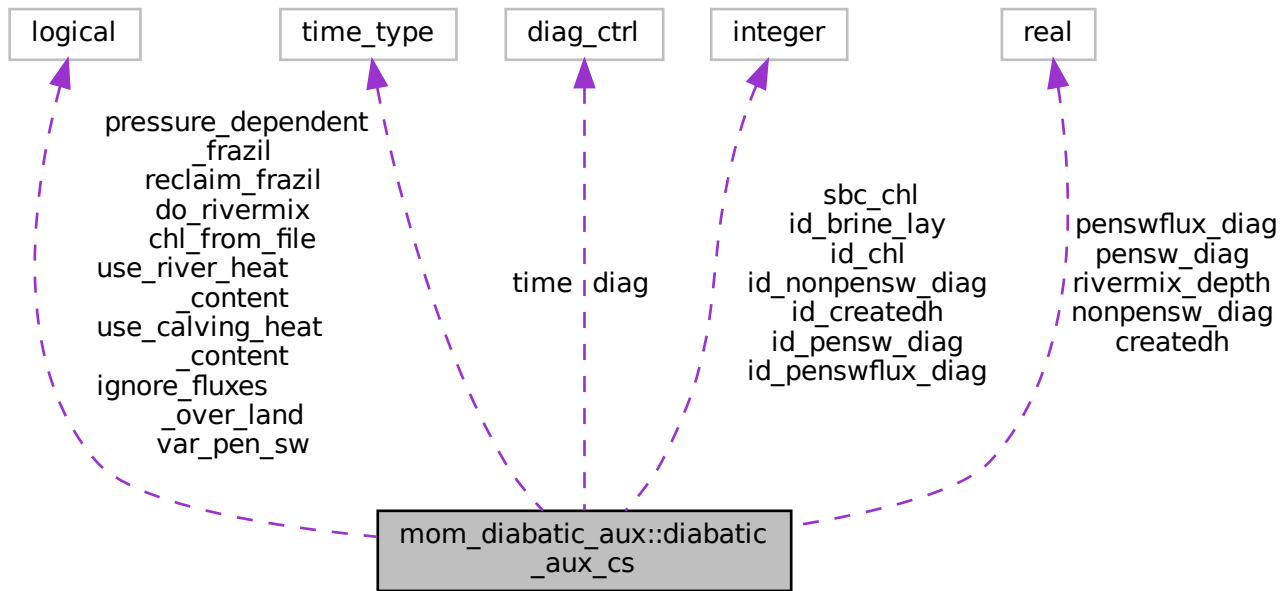 logical
time_type
diag_ctrl
integer
real
pressure_dependent
_frazil
reclaim_frazil
do_rivermix
chl_from_file
use_river_heat
_content
use_calving_heat
_content
ignore_fluxes
_over_land
var_pen_sw
time
diag
sbc_chl
id_brine_lay
id_chl
id_nonpensw_diag
id_createdh
id_pensw_diag
id_penswflux_diag
penswflux_diag
pensw_diag
rivermix_depth
nonpensw_diag
createdh
mom_diabatic_aux::diabatic
_aux_cs